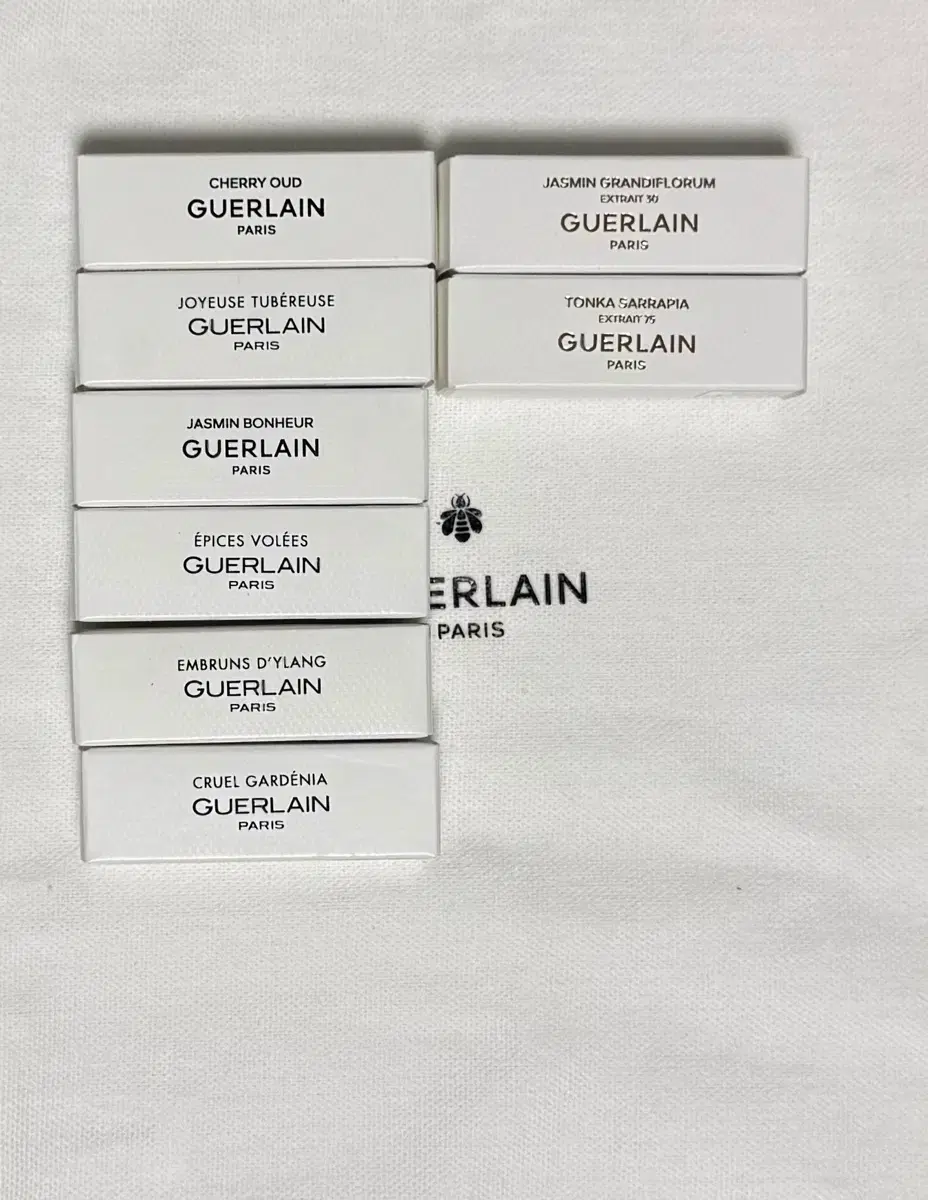 CHERRY OUD
GUERLAIN
PARIS
JOYEUSE TUBÉREUSE
GUERLAIN
PARIS
JASMIN BONHEUR
GUERLAIN
PARIS
ÉPICES VOLÉES
GUERLAIN
PARIS
EMBRUNS D'YLANG
GUERLAIN
PARIS
CRUEL GARDÉNIA
GUERLAIN
PARIS
JASMIN GRANDIFLORUM
EXTRAIT 30
GUERLAIN
PARIS
TONKA SARRAPIA
EXTRAIT 75
GUERLAIN
PARIS
ERLAIN
PARIS